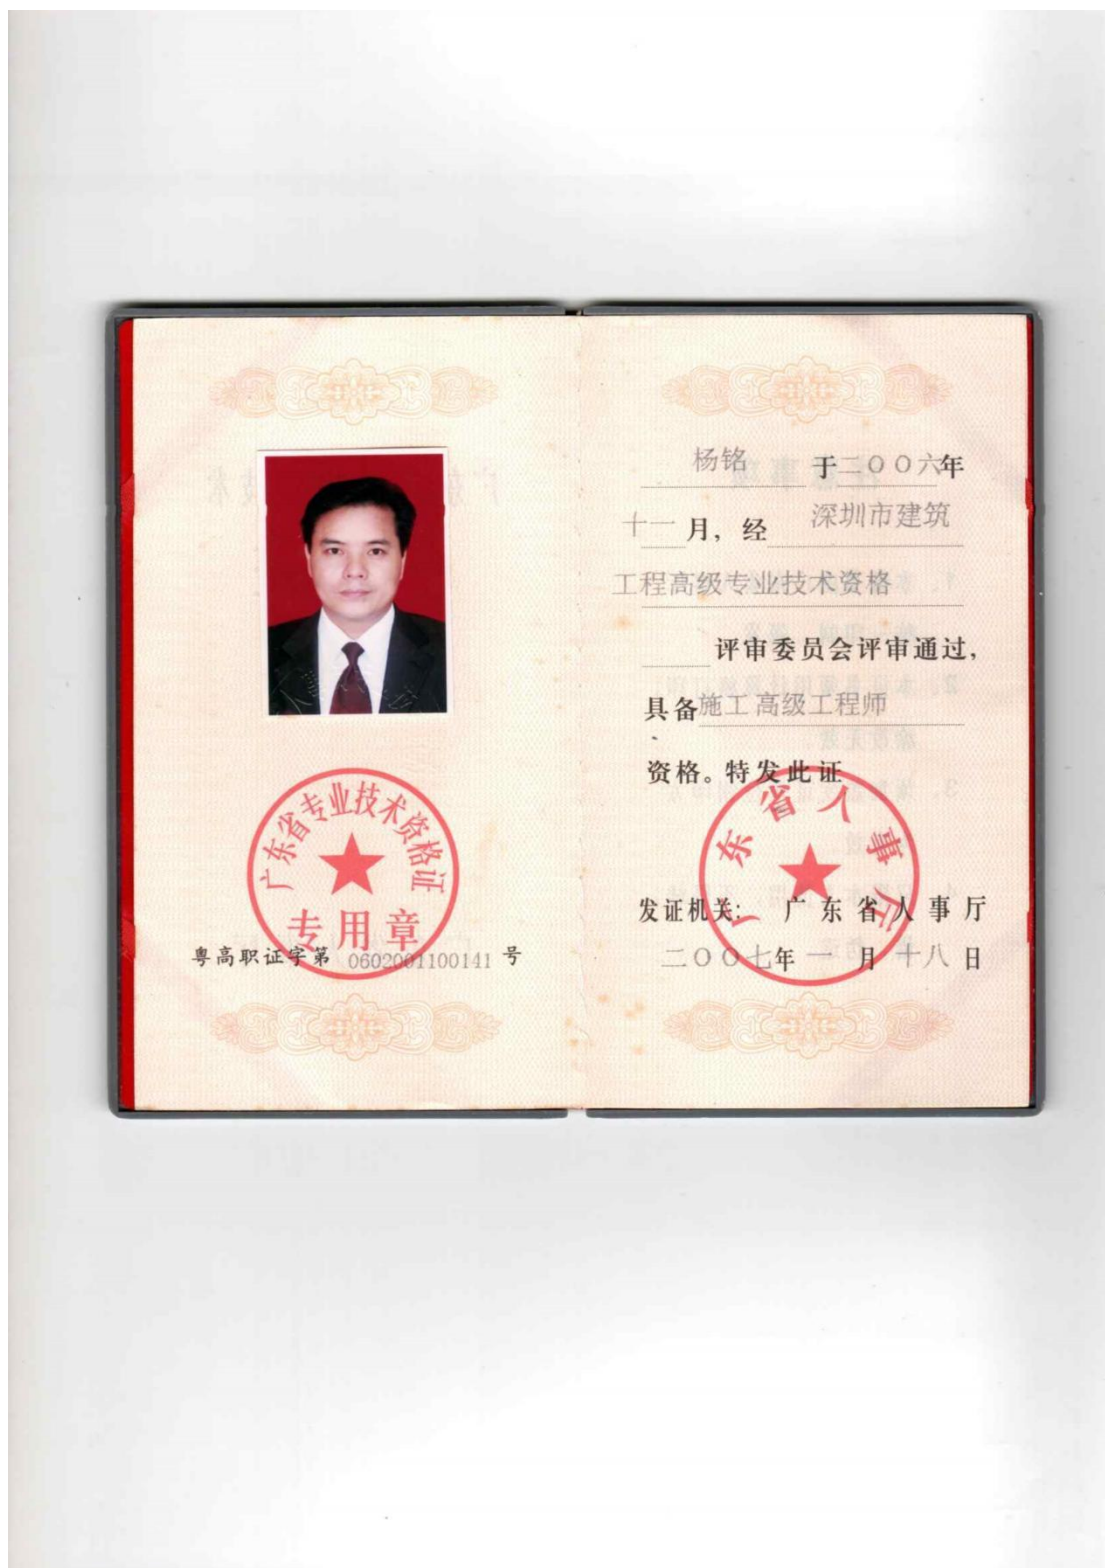 广东省专业技术资格证
专用章
粤高职证字第 0602001100141 号
杨铭 于二〇〇六年
十一月，经 深圳市建筑
工程高级专业技术资格
评审委员会评审通过，
具备施工高级工程师
资格。特发此证
广东省人事厅
发证机关：广东省人事厅
二〇〇七年一月十八日